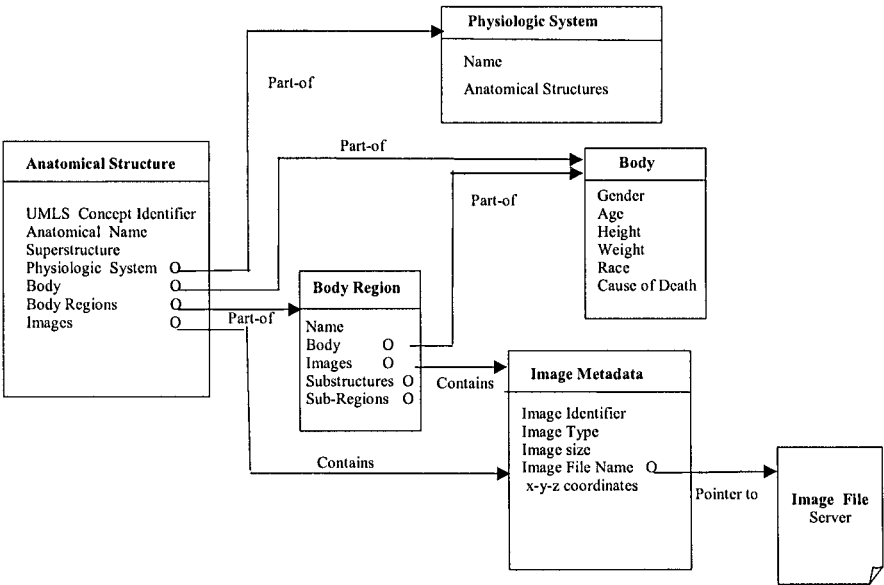 Physiologic System
Name
Anatomical Structures
Part-of
Anatomical Structure
UMLS Concept Identifier
Anatomical Name
Superstructure
Physiologic System O
Body O
Body Regions O
Images O
Part-of
Body
Gender
Age
Height
Weight
Race
Cause of Death
Part-of
Part-of
Body Region
Name
Body O
Images O
Substructures O
Sub-Regions O
Contains
Contains
Image Metadata
Image Identifier
Image Type
Image size
Image File Name O
x-y-z coordinates
Pointer to
Image File
Server